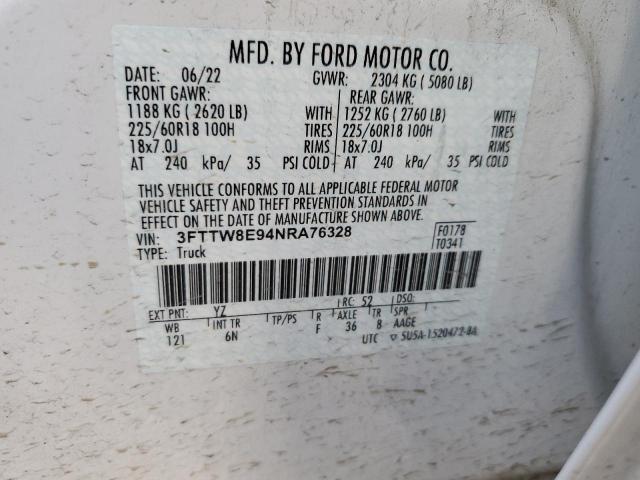 MFD. BY FORD MOTOR CO.
DATE: 06/22 GVWR: 2304 KG ( 5080 LB)
FRONT GAWR: REAR GAWR:
1188 KG ( 2620 LB) WITH 1252 KG ( 2760 LB) WITH
225/60R18 100H TIRES 225/60R18 100H TIRES
18x7.0J RIMS 18x7.0J RIMS
AT 240 kPa/ 35 PSI COLD AT 240 kPa/ 35 PSI COLD
THIS VEHICLE CONFORMS TO ALL APPLICABLE FEDERAL MOTOR
VEHICLE SAFETY AND THEFT PREVENTION STANDARDS IN
EFFECT ON THE DATE OF MANUFACTURE SHOWN ABOVE.
VIN: 3FTTW8E94NRA76328 F0178
TYPE: Truck T0341
EXT PNT: YZ RC: 52 DSO:
WB INT TR TP/PS R AXLE TR SPR
121 6N F 36 8 AAGE
UTC 5U5A-1520472-BA